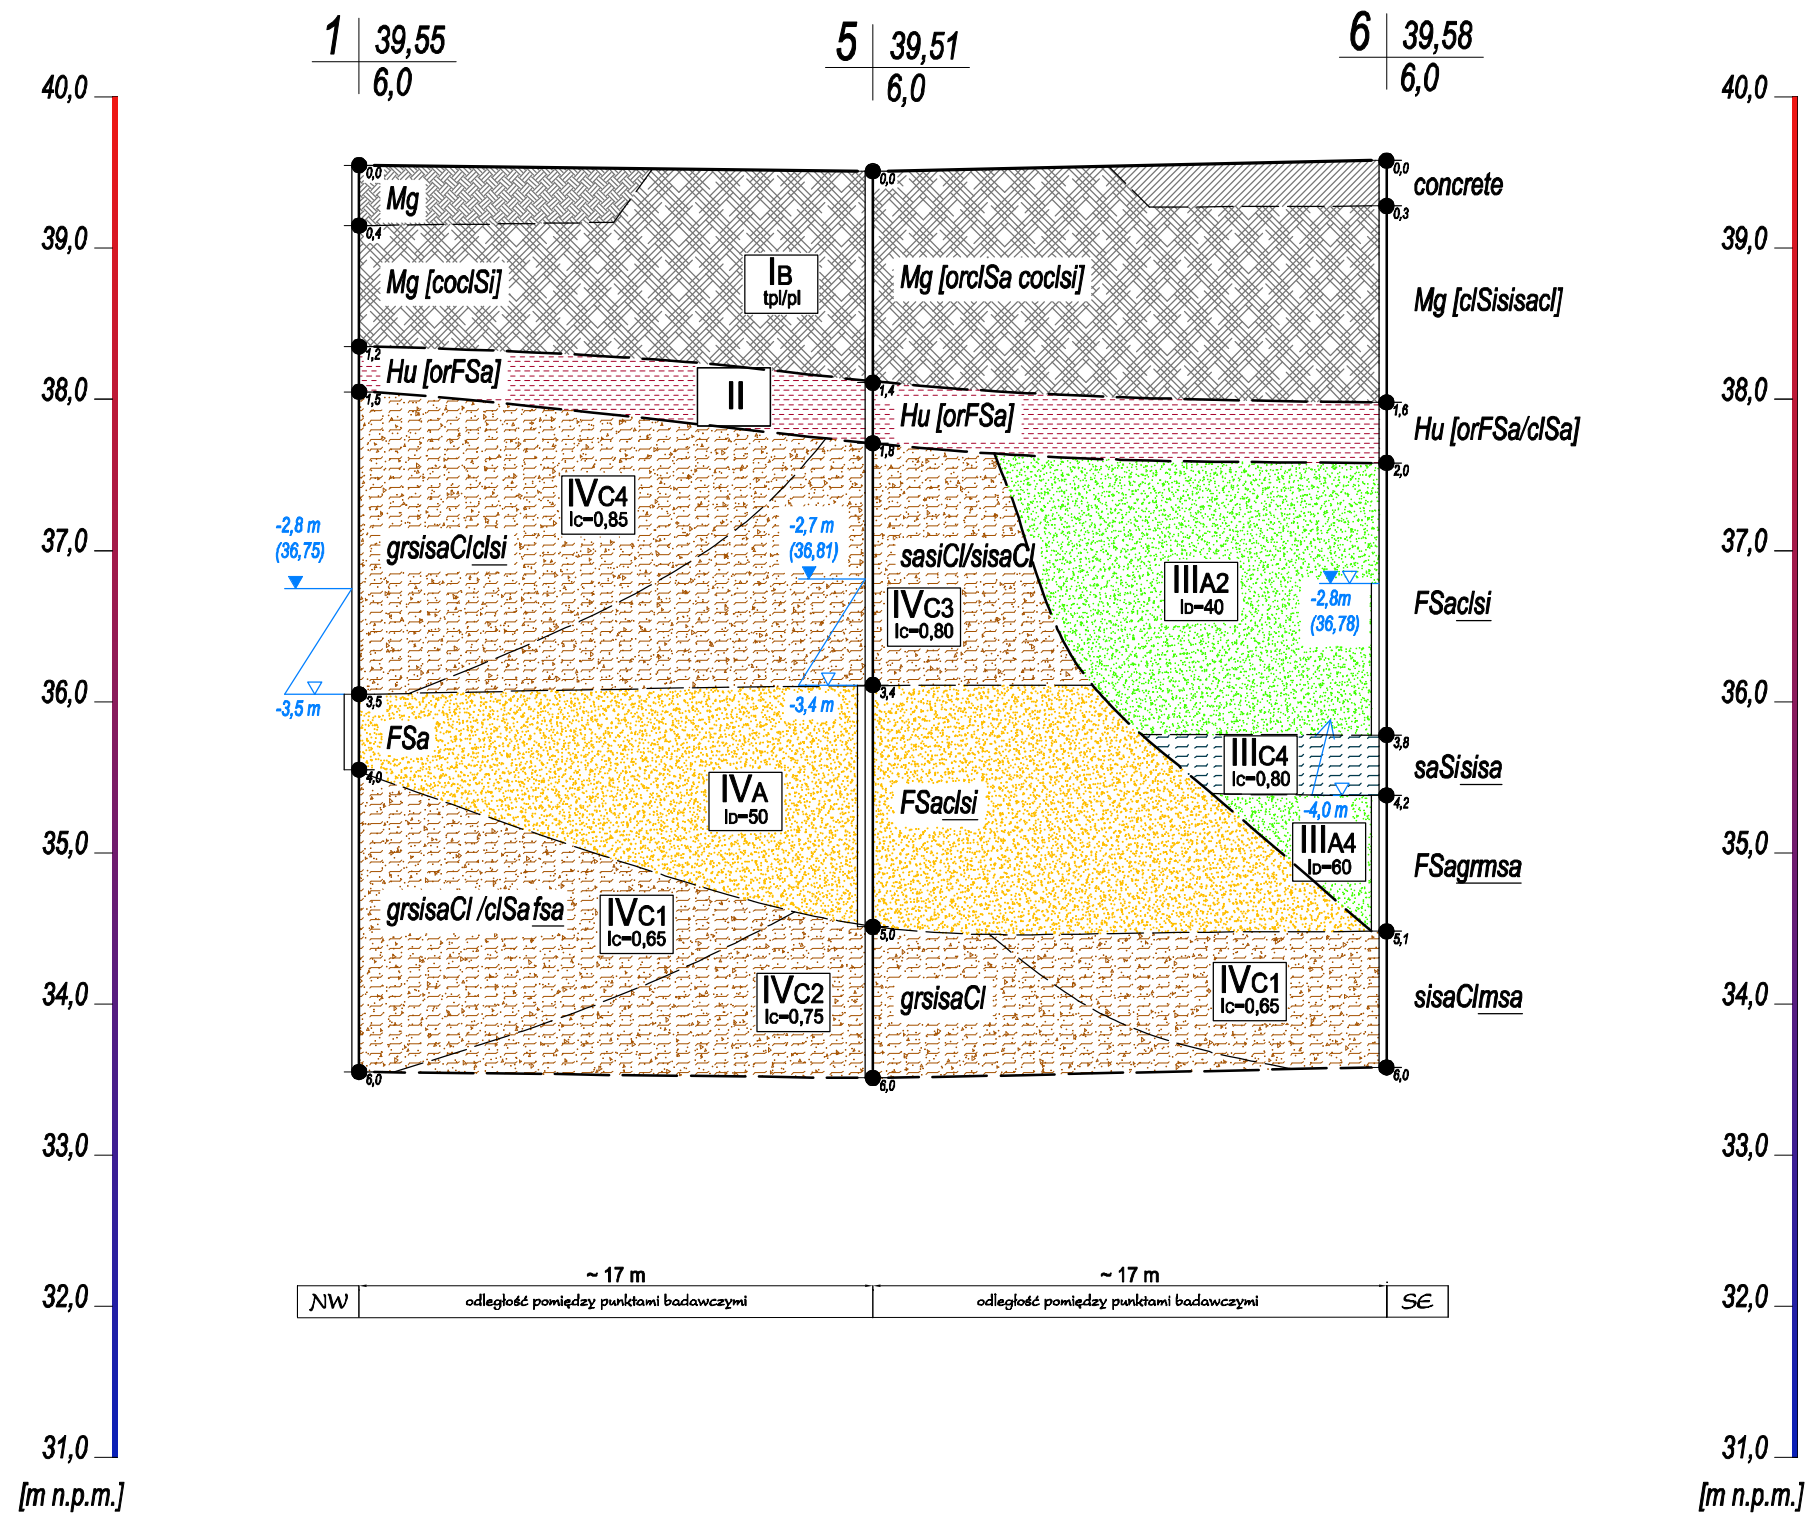 1 39,55
6,0
5 39,51
6,0
6 39,58
6,0
40,0
39,0
38,0
37,0
36,0
35,0
34,0
33,0
32,0
31,0
[m n.p.m.]
0,0
Mg
0,4
Mg [coclSi]
1,2
Hu [orFSa]
1,5
grsisaClclsi
-2,8 m
(36,75)
-3,5 m
3,5
FSa
4,0
grsisaCl /clSafsa
6,0
IB
tpl/pl
II
IVC4
Ic=0,85
IVA
ID=50
IVC1
Ic=0,65
IVC2
Ic=0,75
-2,7 m
(36,81)
-3,4 m
0,0
Mg [orclSa coclsi]
1,4
Hu [orFSa]
1,8
sasiCl/sisaCl
IVC3
Ic=0,80
3,4
FSaclsi
5,0
grsisaCl
6,0
IIIA2
ID=40
-2,8m
(36,78)
IIIC4
Ic=0,80
-4,0 m
IIIA4
ID=60
IVC1
Ic=0,65
0,0
concrete
0,3
Mg [clSisisacl]
1,6
Hu [orFSa/clSa]
2,0
FSaclsi
3,8
saSisisa
4,2
FSagrmsa
5,1
sisaClmsa
6,0
40,0
39,0
38,0
37,0
36,0
35,0
34,0
33,0
32,0
31,0
[m n.p.m.]
~ 17 m
~ 17 m
NW
odległość pomiędzy punktami badawczymi
odległość pomiędzy punktami badawczymi
SE